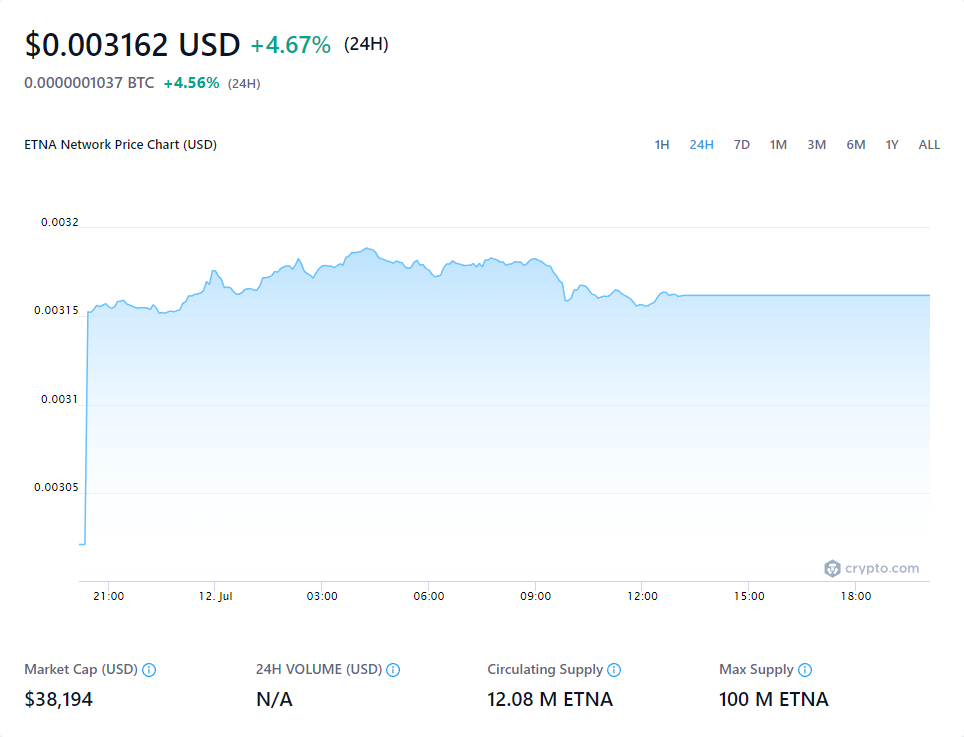 $0.003162 USD +4.67% (24H)
0.0000001037 BTC +4.56% (24H)
ETNA Network Price Chart (USD) 1H 24H 7D 1M 3M 6M 1Y ALL
0.0032
0.00315
0.0031
0.00305
crypto.com
21:00 12. Jul 03:00 06:00 09:00 12:00 15:00 18:00
Market Cap (USD) 24H VOLUME (USD) Circulating Supply Max Supply
$38,194 N/A 12.08 M ETNA 100 M ETNA